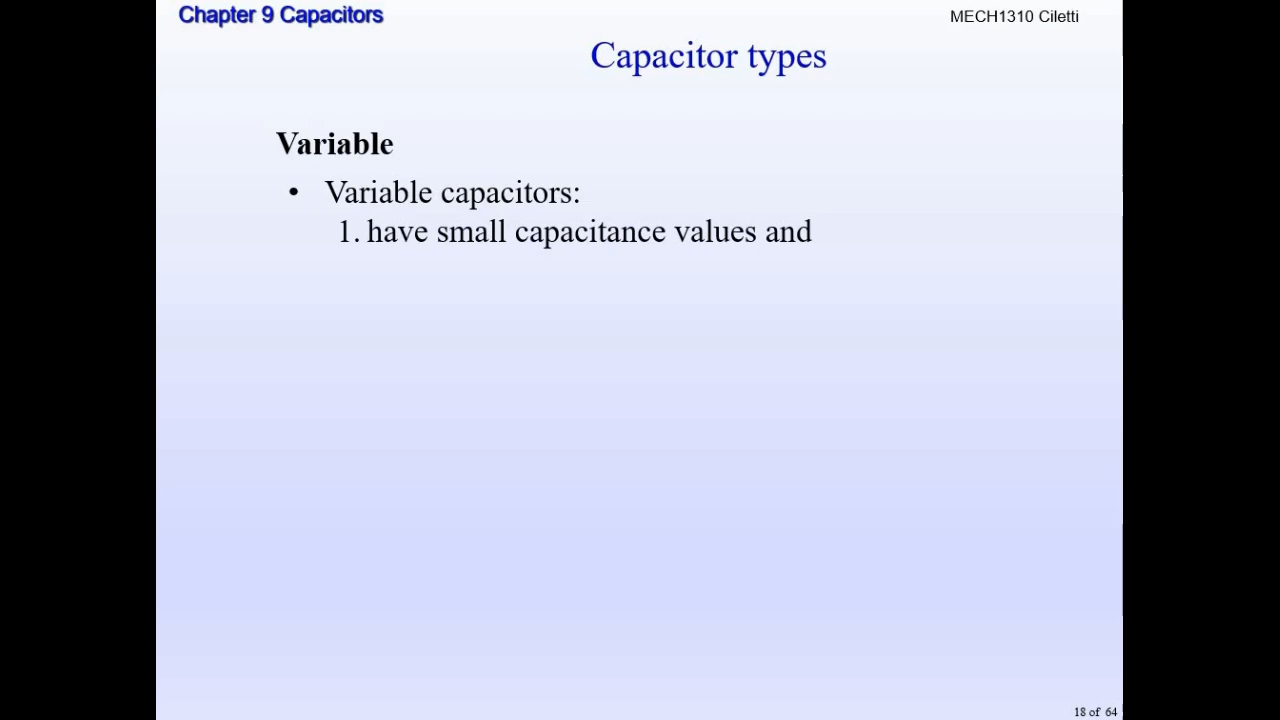 Chapter 9 Capacitors
MECH1310 Ciletti
Capacitor types
Variable
• Variable capacitors:
1. have small capacitance values and
18 of 64